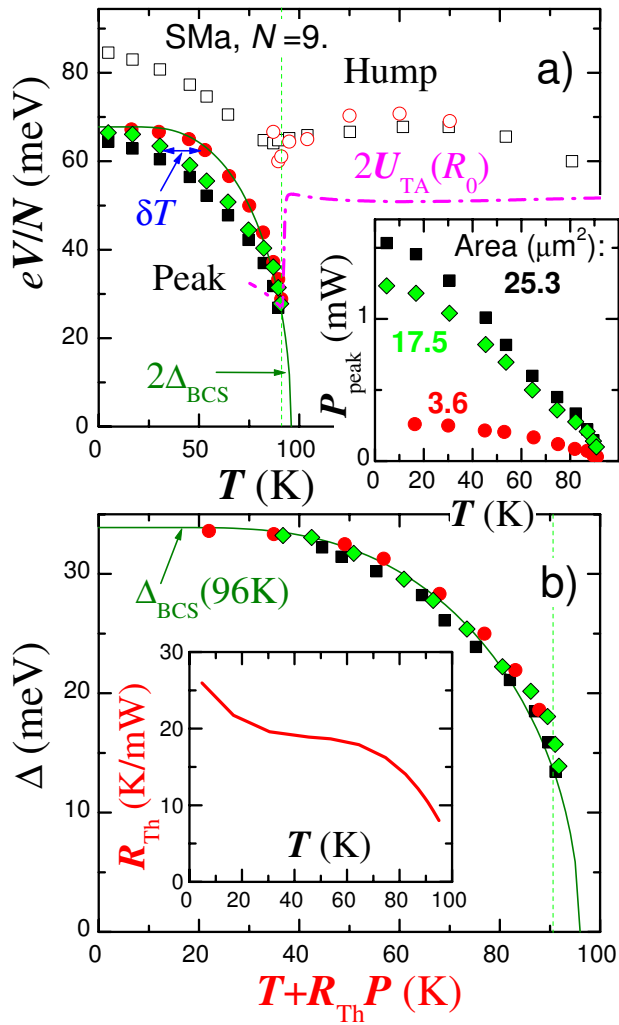 SMa, N =9.
a)
Hump
80
60
40
20
0
eV/N (meV)
2U_TA(R_0)
δT
Peak
2Δ_BCS
0
50
100
T (K)
Area (μm²):
25.3
17.5
3.6
1
0
P_peak (mW)
0
20
40
60
80
T (K)
b)
Δ_BCS(96K)
30
20
10
0
Δ (meV)
30
20
10
0
R_Th (K/mW)
T (K)
0
20
40
60
80
100
0
20
40
60
80
100
T+R_Th P (K)